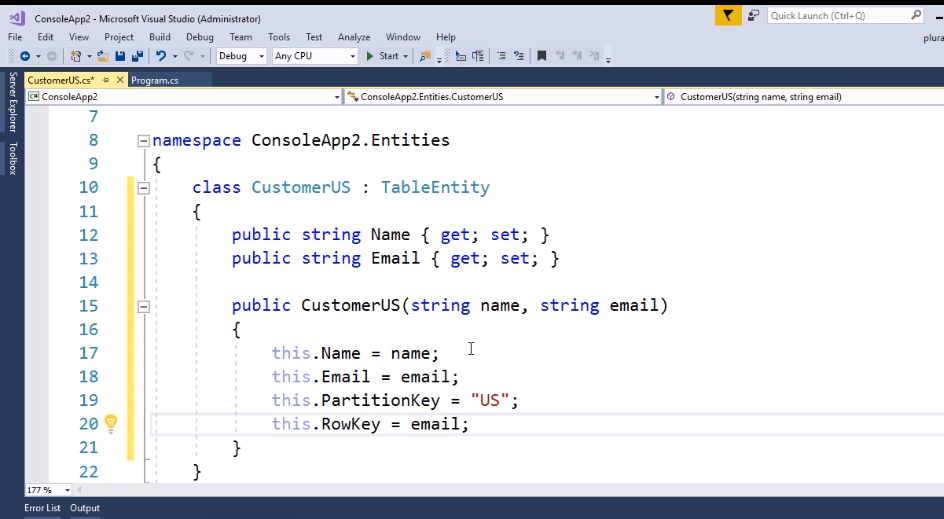 ConsoleApp2 - Microsoft Visual Studio (Administrator)
Quick Launch (Ctrl+Q)
File Edit View Project Build Debug Team Tools Test Analyze Window Help
plura
Debug Any CPU Start
Server Explorer
Toolbox
CustomerUS.cs* Program.cs
ConsoleApp2 ConsoleApp2.Entities.CustomerUS CustomerUS(string name, string email)
7
8 namespace ConsoleApp2.Entities
9 {
10 class CustomerUS : TableEntity
11 {
12 public string Name { get; set; }
13 public string Email { get; set; }
14
15 public CustomerUS(string name, string email)
16 {
17 this.Name = name;
18 this.Email = email;
19 this.PartitionKey = "US";
20 this.RowKey = email;
21 }
22 }
177 %
Error List Output